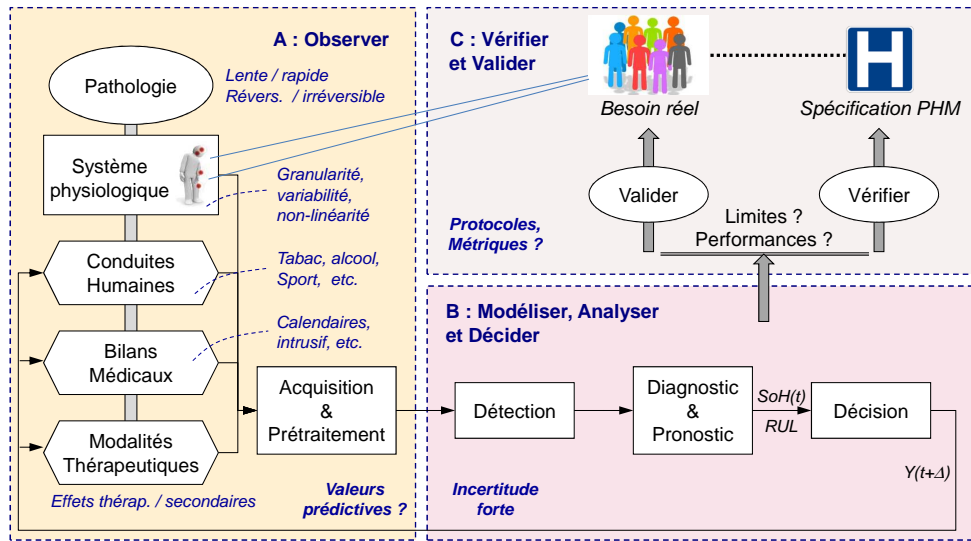 A : Observer
Pathologie
Lente / rapide
Révers. / irréversible
Système
physiologique
Granularité,
variabilité,
non-linéarité
Conduites
Humaines
Tabac, alcool,
Sport, etc.
Bilans
Médicaux
Calendaires,
intrusif, etc.
Acquisition
&
Prétraitement
Modalités
Thérapeutiques
Effets thérap. / secondaires
Valeurs
prédictives ?
C : Vérifier
et Valider
H
Besoin réel
Spécification PHM
Valider
Vérifier
Limites ?
Performances ?
Protocoles,
Métriques ?
B : Modéliser, Analyser
et Décider
Détection
Diagnostic
&
Pronostic
SoH(t)
RUL
Décision
Y(t+Δ)
Incertitude
forte